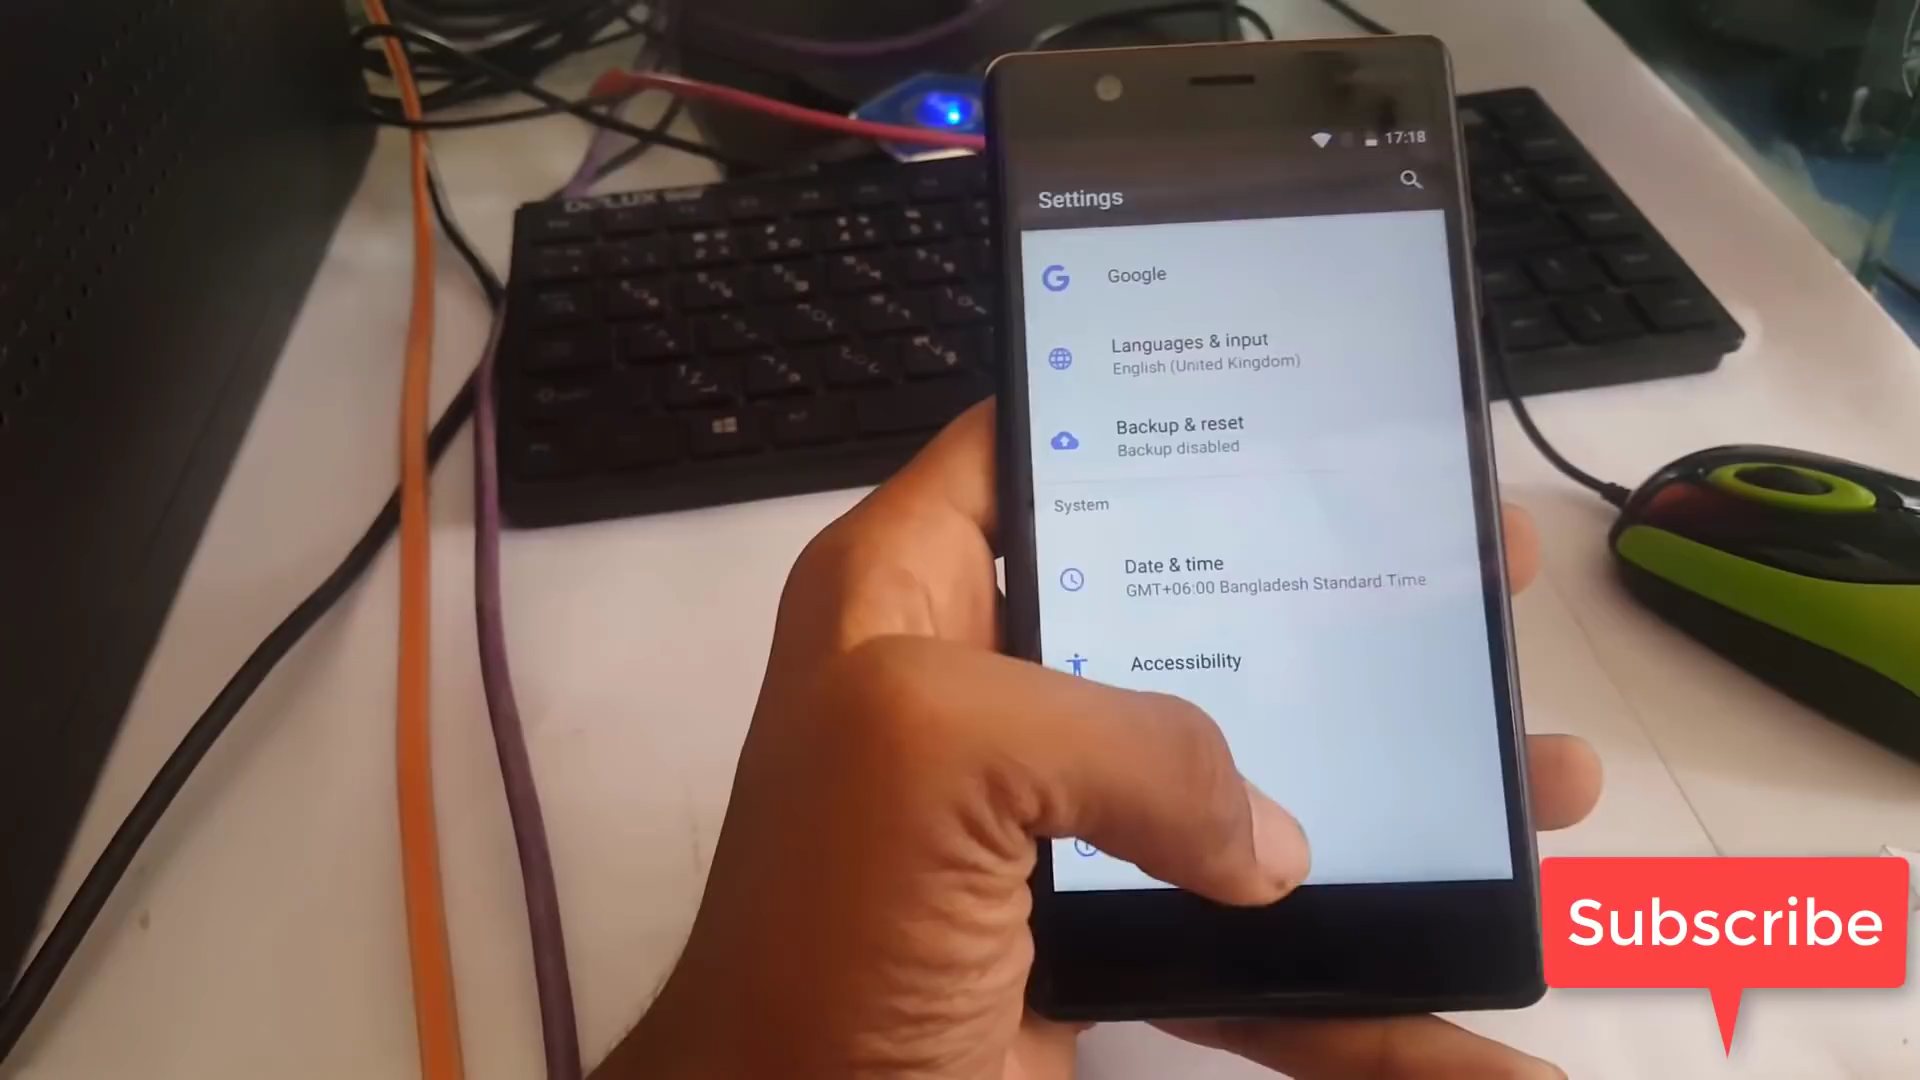 DELUX
17:18
Settings
Google
Languages & input
English (United Kingdom)
Backup & reset
Backup disabled
System
Date & time
GMT+06:00 Bangladesh Standard Time
Accessibility
Subscribe